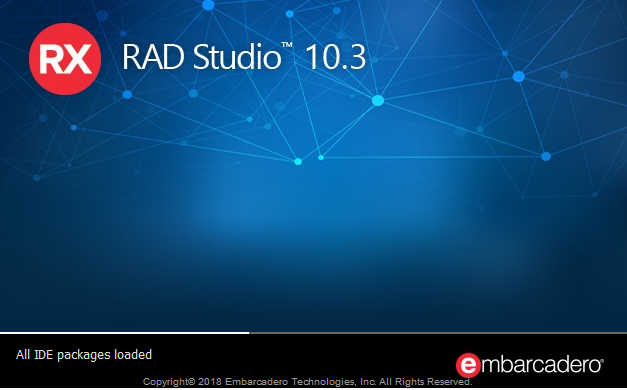 RX RAD Studio™ 10.3
All IDE packages loaded
embarcadero®
Copyright© 2018 Embarcadero Technologies, Inc. All Rights Reserved.